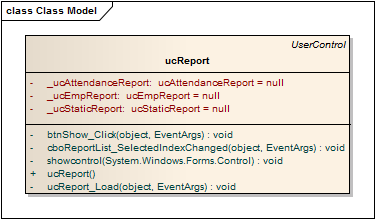 class Class Model
UserControl
ucReport
- _ucAttendanceReport: ucAttendanceReport = null
- _ucEmpReport: ucEmpReport = null
- _ucStaticReport: ucStaticReport = null
- btnShow_Click(object, EventArgs) : void
- cboReportList_SelectedIndexChanged(object, EventArgs) : void
- showcontrol(System.Windows.Forms.Control) : void
+ ucReport()
- ucReport_Load(object, EventArgs) : void